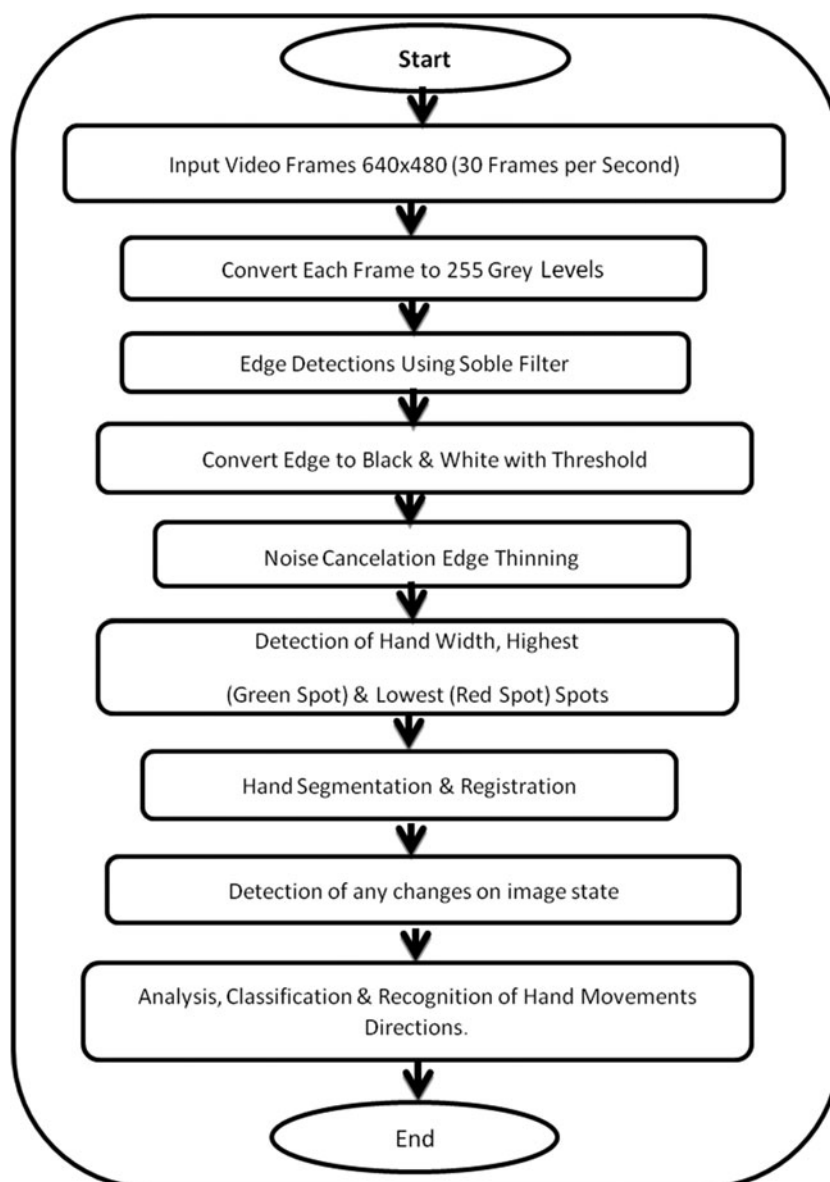 Start
Input Video Frames 640x480 (30 Frames per Second)
Convert Each Frame to 255 Grey Levels
Edge Detections Using Soble Filter
Convert Edge to Black & White with Threshold
Noise Cancelation Edge Thinning
Detection of Hand Width, Highest
(Green Spot) & Lowest (Red Spot) Spots
Hand Segmentation & Registration
Detection of any changes on image state
Analysis, Classification & Recognition of Hand Movements
Directions.
End